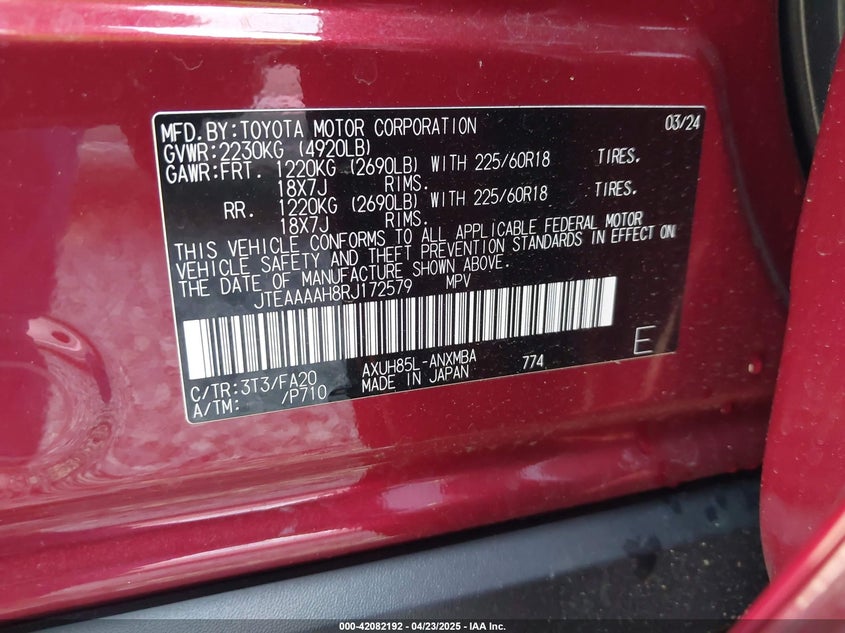 MFD.BY:TOYOTA MOTOR CORPORATION 03/24
GVWR:2230KG (4920LB)
GAWR:FRT. 1220KG (2690LB) WITH 225/60R18 TIRES.
18X7J RIMS.
RR. 1220KG (2690LB) WITH 225/60R18 TIRES.
18X7J RIMS.
THIS VEHICLE CONFORMS TO ALL APPLICABLE FEDERAL MOTOR
VEHICLE SAFETY AND THEFT PREVENTION STANDARDS IN EFFECT ON
THE DATE OF MANUFACTURE SHOWN ABOVE.
JTEAAAAH8RJ172579 MPV
C/TR:3T3/FA20 AXUH85L-ANXMBA 774 E
A/TM: /P710 MADE IN JAPAN
000-42082192 - 04/23/2025 - IAA Inc.